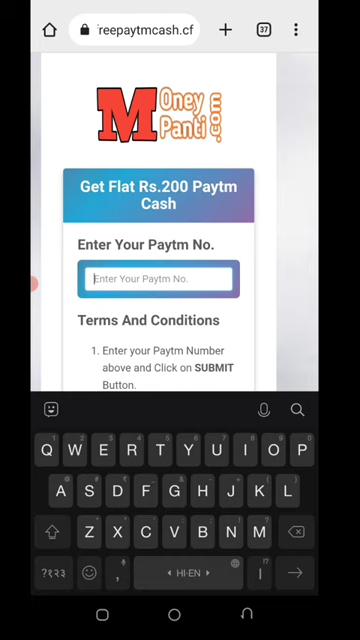 reepaytmcash.cf
37
Money
Panti.com
Get Flat Rs.200 Paytm
Cash
Enter Your Paytm No.
Enter Your Paytm No.
Terms And Conditions
1. Enter your Paytm Number
above and Click on SUBMIT
Button.
Q W E R T Y U I O P
A S D F G H J K L
Z X C V B N M
?१२३ , HI·EN |